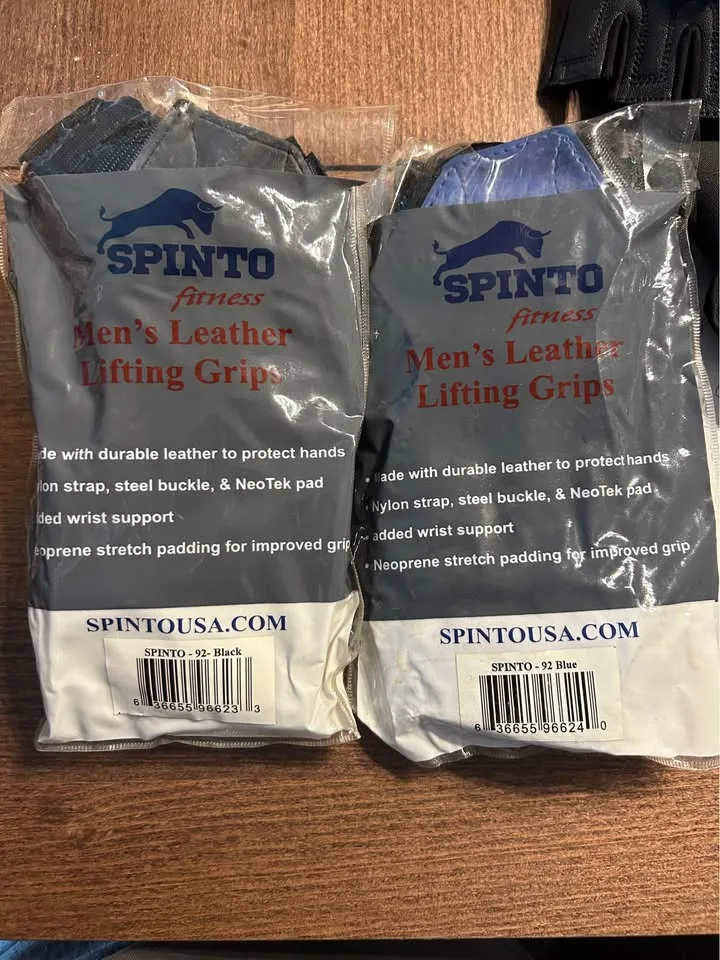 SPINTO
fitness
Men's Leather
Lifting Grips
de with durable leather to protect hands
lon strap, steel buckle, & NeoTek pad
ded wrist support
eoprene stretch padding for improved grip
SPINTOUSA.COM
SPINTO - 92- Black
6 36655 96623 3
SPINTO
fitness
Men's Leather
Lifting Grips
• Made with durable leather to protect hands
• Nylon strap, steel buckle, & NeoTek pad
• added wrist support
• Neoprene stretch padding for improved grip
SPINTOUSA.COM
SPINTO - 92 Blue
6 36655 96624 0